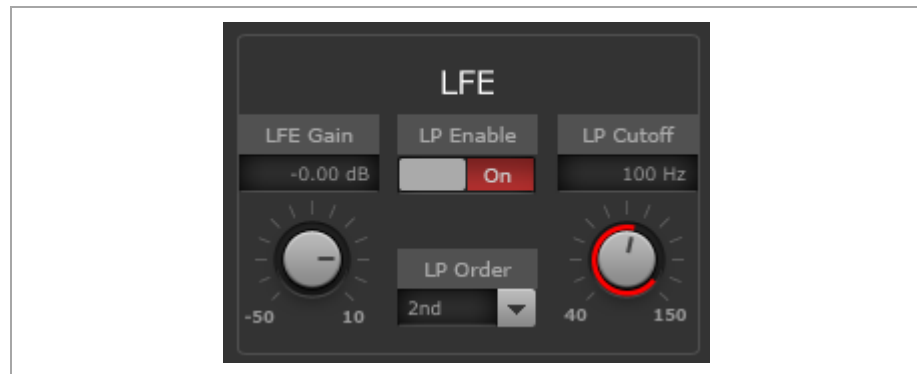 LFE
LFE Gain LP Enable LP Cutoff
-0.00 dB On 100 Hz
LP Order
2nd
-50 10 40 150